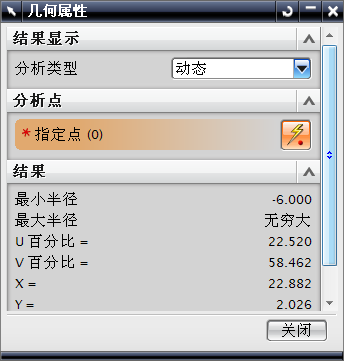 几何属性
结果显示
分析类型 动态
分析点
* 指定点 (0)
结果
最小半径 -6.000
最大半径 无穷大
U 百分比 = 22.520
V 百分比 = 58.462
X = 22.882
Y = 2.026
关闭